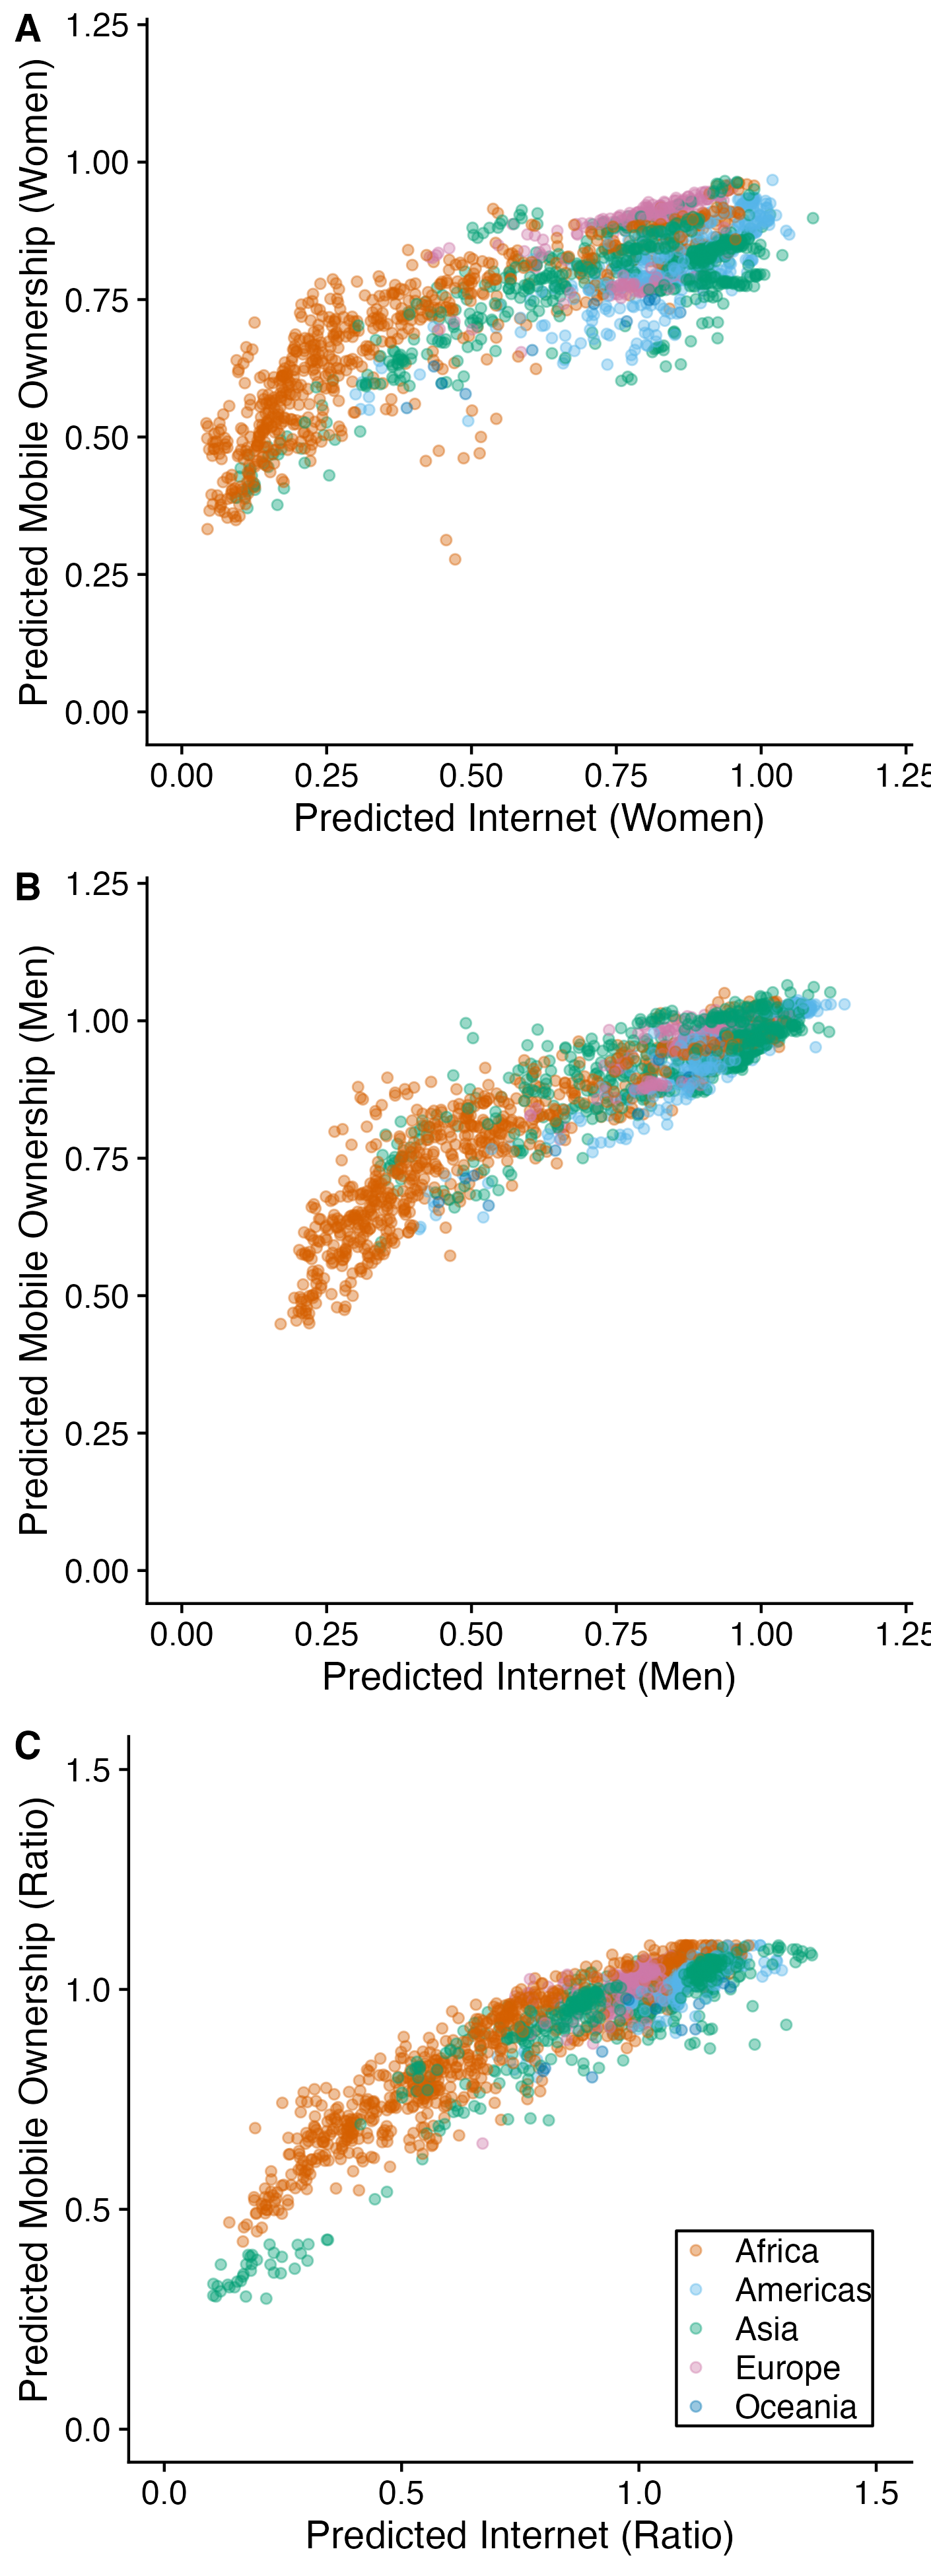 A
1.25
1.00
0.75
0.50
0.25
0.00
Predicted Mobile Ownership (Women)
0.00 0.25 0.50 0.75 1.00 1.25
Predicted Internet (Women)
B
1.25
1.00
0.75
0.50
0.25
0.00
Predicted Mobile Ownership (Men)
0.00 0.25 0.50 0.75 1.00 1.25
Predicted Internet (Men)
C
1.5
1.0
0.5
0.0
Predicted Mobile Ownership (Ratio)
Africa
Americas
Asia
Europe
Oceania
0.0 0.5 1.0 1.5
Predicted Internet (Ratio)